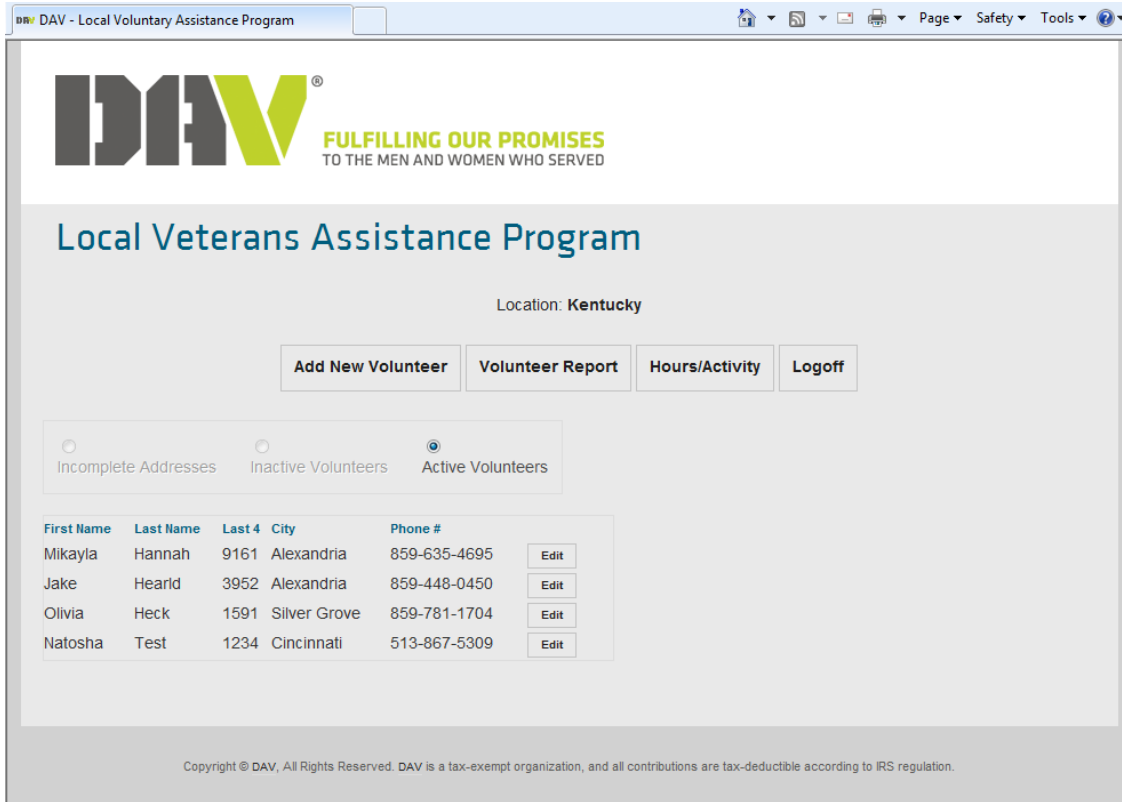 DAV DAV - Local Voluntary Assistance Program
Page Safety Tools
DAV®
FULFILLING OUR PROMISES
TO THE MEN AND WOMEN WHO SERVED
Local Veterans Assistance Program
Location: Kentucky
Add New Volunteer Volunteer Report Hours/Activity Logoff
Incomplete Addresses Inactive Volunteers Active Volunteers
First Name Last Name Last 4 City Phone #
Mikayla Hannah 9161 Alexandria 859-635-4695 Edit
Jake Hearld 3952 Alexandria 859-448-0450 Edit
Olivia Heck 1591 Silver Grove 859-781-1704 Edit
Natosha Test 1234 Cincinnati 513-867-5309 Edit
Copyright © DAV, All Rights Reserved. DAV is a tax-exempt organization, and all contributions are tax-deductible according to IRS regulation.